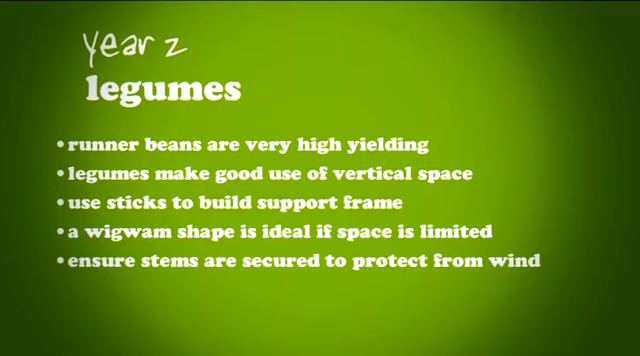 year 2
legumes
• runner beans are very high yielding
• legumes make good use of vertical space
• use sticks to build support frame
• a wigwam shape is ideal if space is limited
• ensure stems are secured to protect from wind